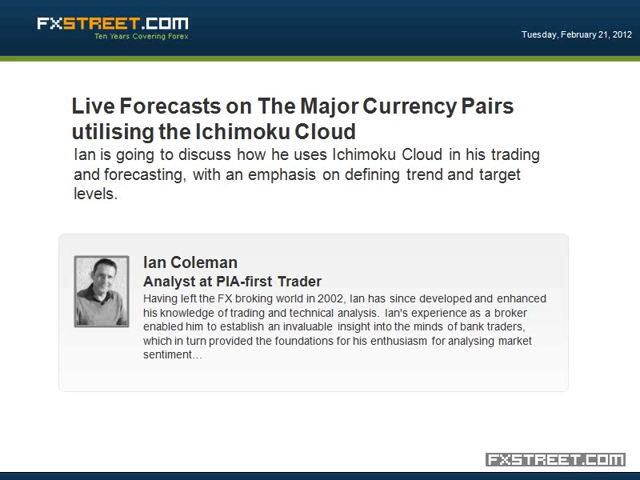 FXSTREET.COM
Ten Years Covering Forex
Tuesday, February 21, 2012
Live Forecasts on The Major Currency Pairs
utilising the Ichimoku Cloud
Ian is going to discuss how he uses Ichimoku Cloud in his trading
and forecasting, with an emphasis on defining trend and target
levels.
Ian Coleman
Analyst at PIA-first Trader
Having left the FX broking world in 2002, Ian has since developed and enhanced
his knowledge of trading and technical analysis. Ian's experience as a broker
enabled him to establish an invaluable insight into the minds of bank traders,
which in turn provided the foundations for his enthusiasm for analysing market
sentiment…
FXSTREET.COM